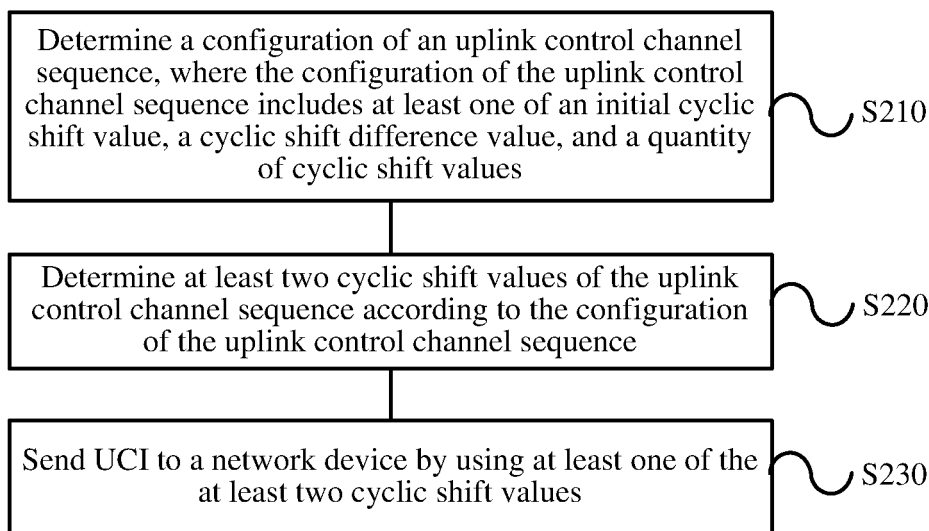 Determine a configuration of an uplink control channel
sequence, where the configuration of the uplink control
channel sequence includes at least one of an initial cyclic
shift value, a cyclic shift difference value, and a quantity
of cyclic shift values
S210
Determine at least two cyclic shift values of the uplink
control channel sequence according to the configuration
of the uplink control channel sequence
S220
Send UCI to a network device by using at least one of the
at least two cyclic shift values
S230